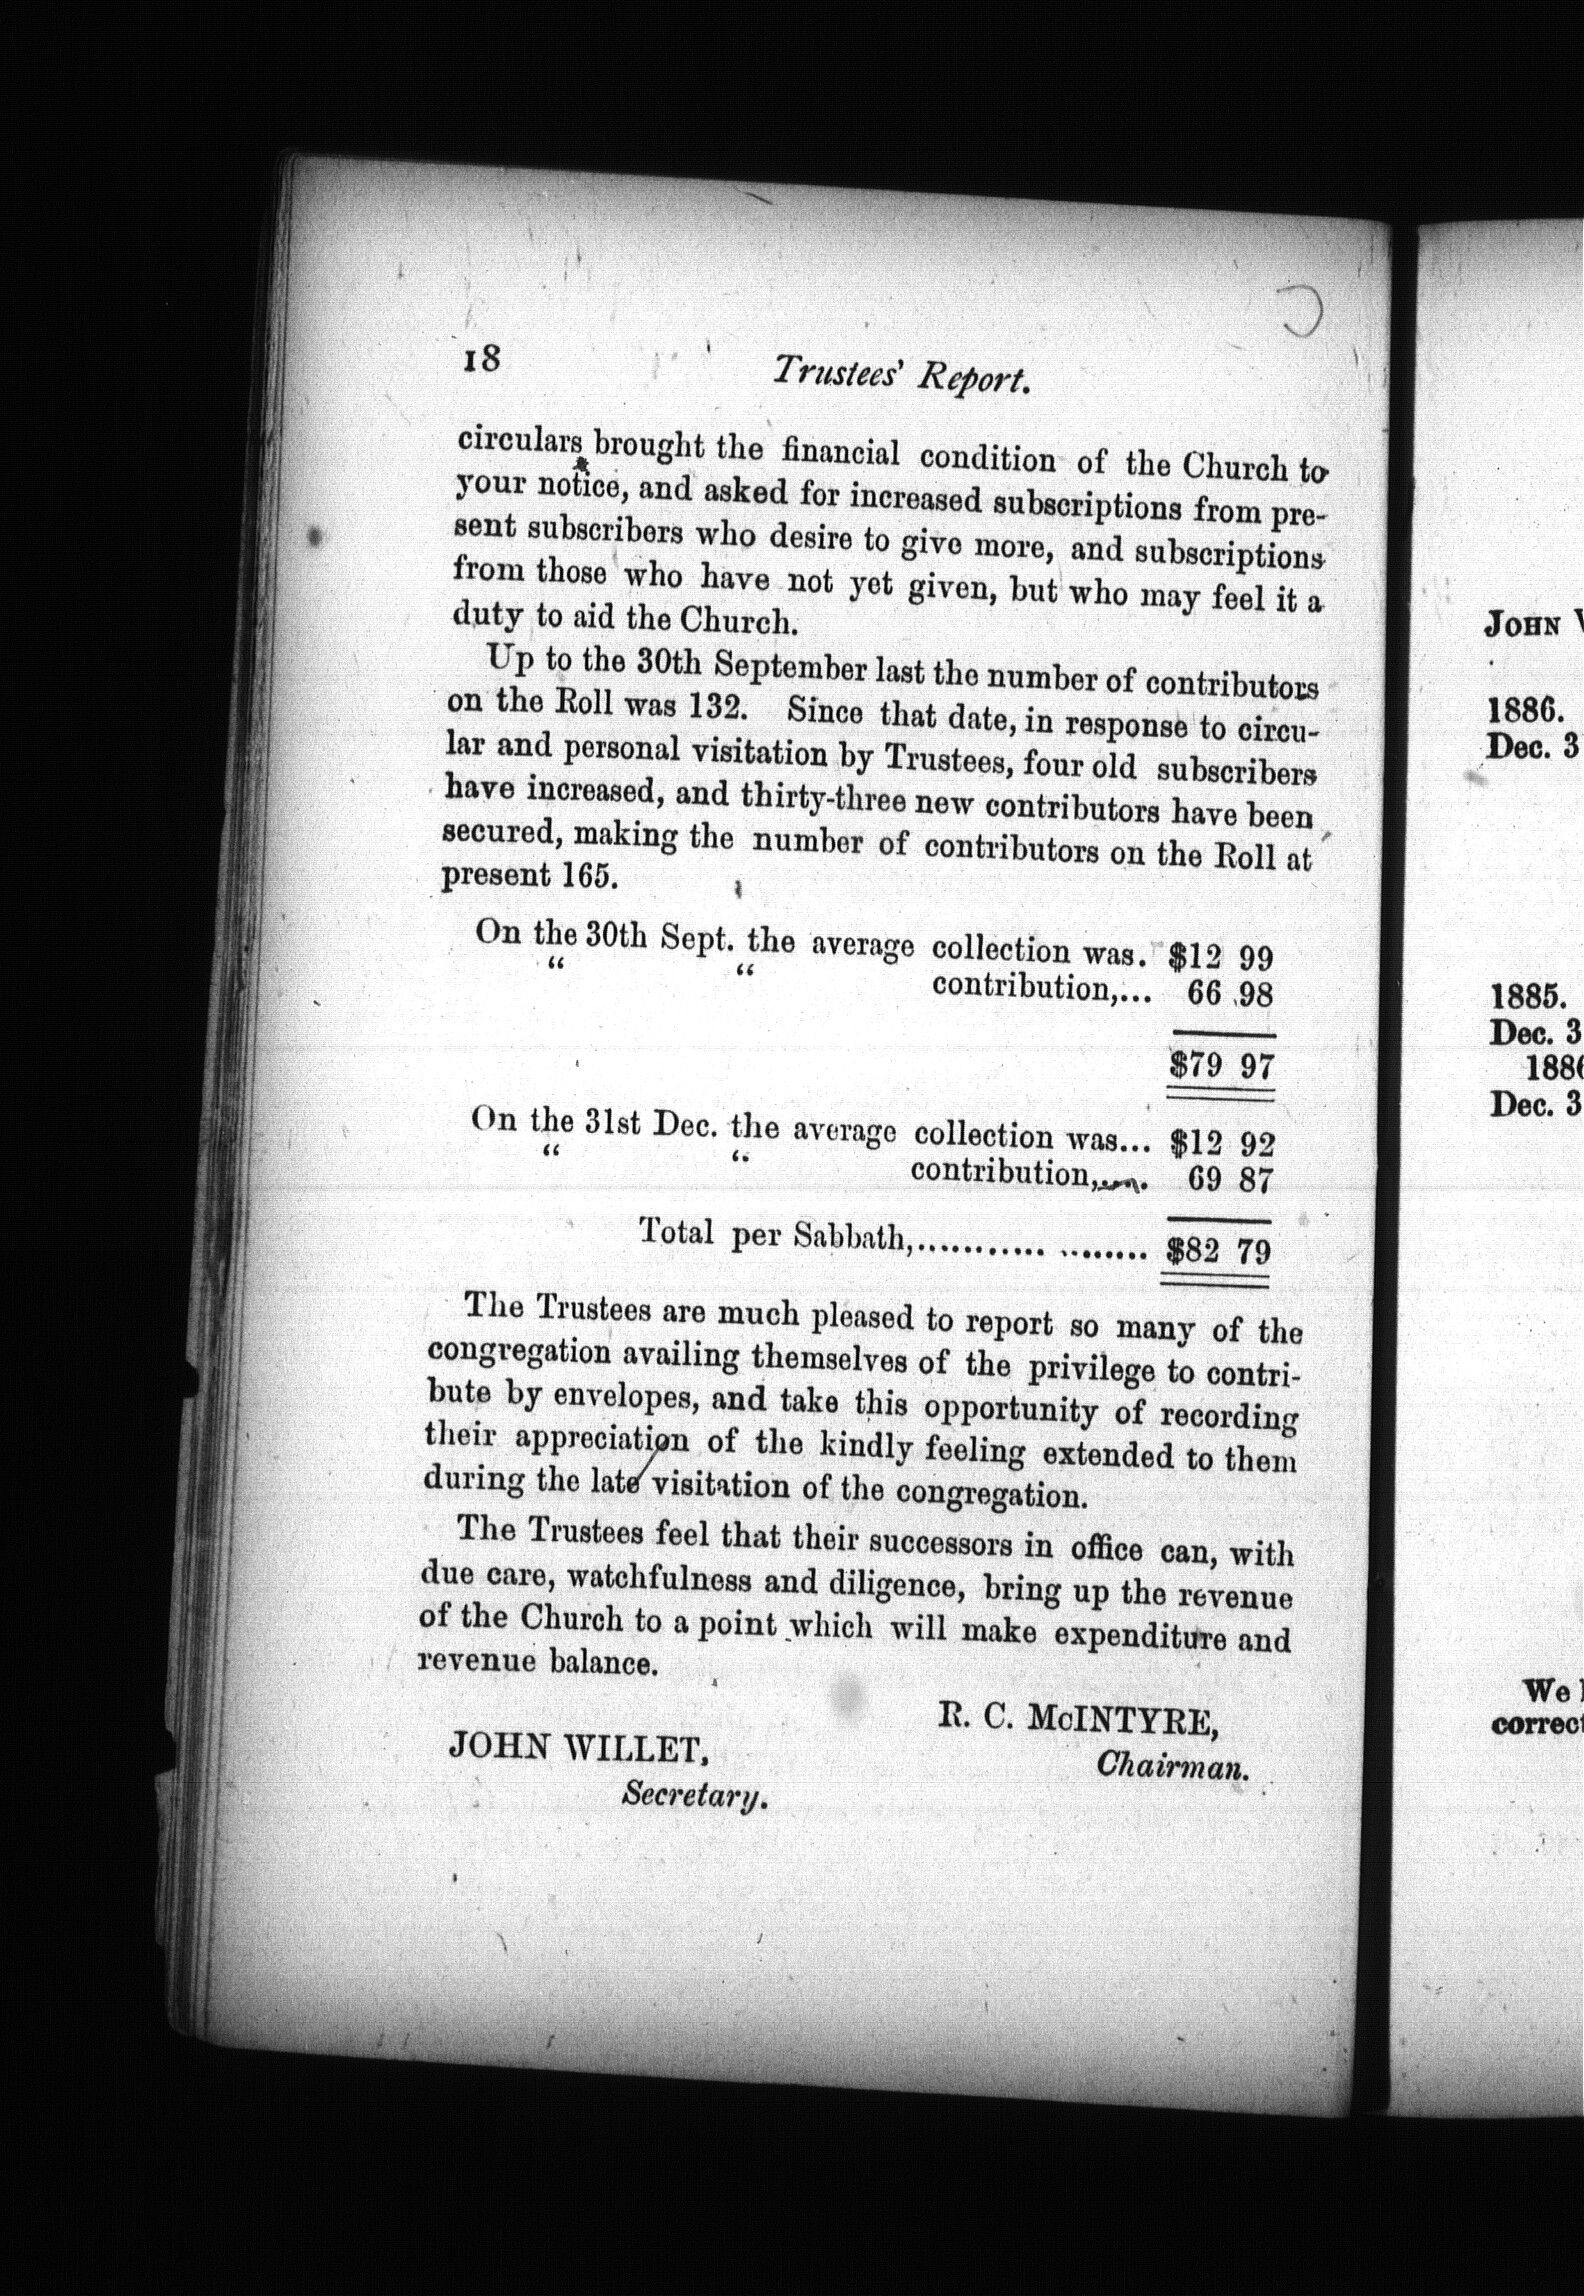 18 Trustees' Report.
circulars brought the financial condition of the Church to
your notice, and asked for increased subscriptions from pre-
sent subscribers who desire to give more, and subscriptions
from those who have not yet given, but who may feel it a
duty to aid the Church.
Up to the 30th September last the number of contributors
on the Roll was 132. Since that date, in response to circu-
lar and personal visitation by Trustees, four old subscribers
have increased, and thirty-three new contributors have been
secured, making the number of contributors on the Roll at
present 165.
On the 30th Sept. the average collection was. $12 99
“ “ contribution,... 66 98
$79 97
On the 31st Dec. the average collection was... $12 92
“ “ contribution,.... 69 87
Total per Sabbath,........... ........ $82 79
The Trustees are much pleased to report so many of the
congregation availing themselves of the privilege to contri-
bute by envelopes, and take this opportunity of recording
their appreciation of the kindly feeling extended to them
during the late visitation of the congregation.
The Trustees feel that their successors in office can, with
due care, watchfulness and diligence, bring up the revenue
of the Church to a point which will make expenditure and
revenue balance.
R. C. McINTYRE,
Chairman.
JOHN WILLET,
Secretary.
JOHN
1886.
Dec. 3
1885.
Dec. 3
1886
Dec. 3
We
correct